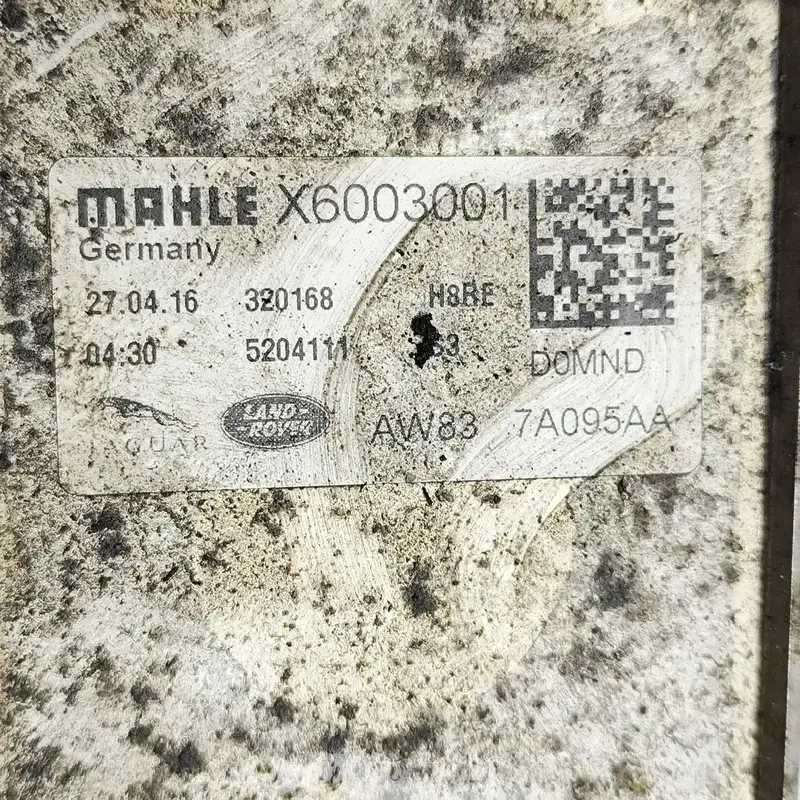 MAHLE X6003001
Germany
27.04.16 320168 H8RE
04:30 5204111
D0MND
JAGUAR LAND-ROVER AW83 7A095AA